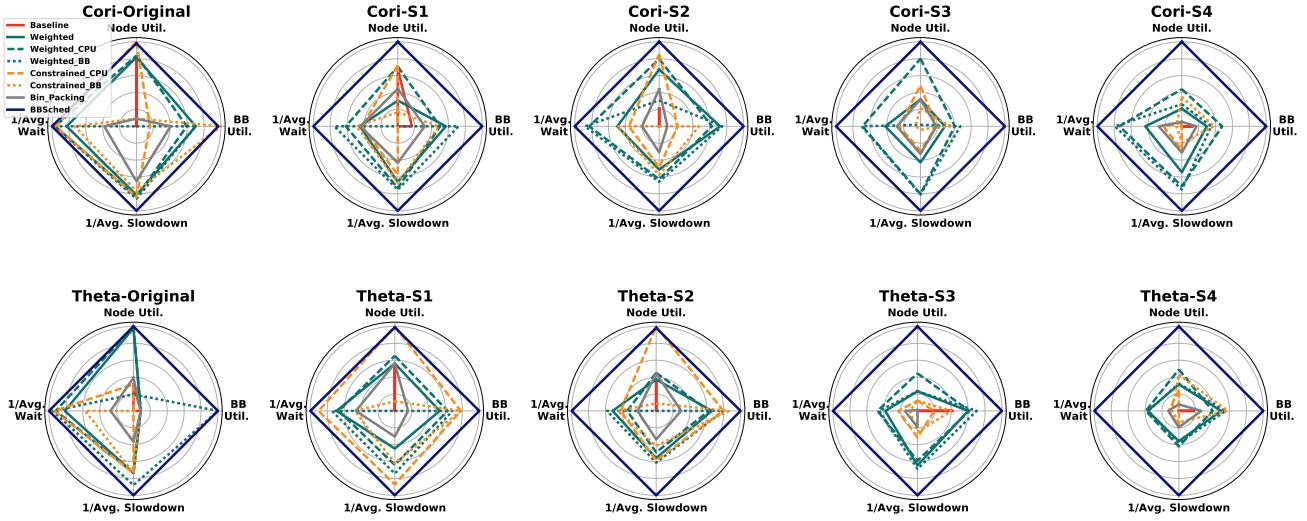 Cori-Original
Node Util.
Baseline
Weighted
Weighted_CPU
Weighted_BB
Constrained_CPU
Constrained_BB
Bin_Packing
BBSched
1/Avg.
Wait
BB
Util.
1/Avg. Slowdown
Cori-S1
Node Util.
1/Avg.
Wait
BB
Util.
1/Avg. Slowdown
Cori-S2
Node Util.
1/Avg.
Wait
BB
Util.
1/Avg. Slowdown
Cori-S3
Node Util.
1/Avg.
Wait
BB
Util.
1/Avg. Slowdown
Cori-S4
Node Util.
1/Avg.
Wait
BB
Util.
1/Avg. Slowdown
Theta-Original
Node Util.
1/Avg.
Wait
BB
Util.
1/Avg. Slowdown
Theta-S1
Node Util.
1/Avg.
Wait
BB
Util.
1/Avg. Slowdown
Theta-S2
Node Util.
1/Avg.
Wait
BB
Util.
1/Avg. Slowdown
Theta-S3
Node Util.
1/Avg.
Wait
BB
Util.
1/Avg. Slowdown
Theta-S4
Node Util.
1/Avg.
Wait
BB
Util.
1/Avg. Slowdown